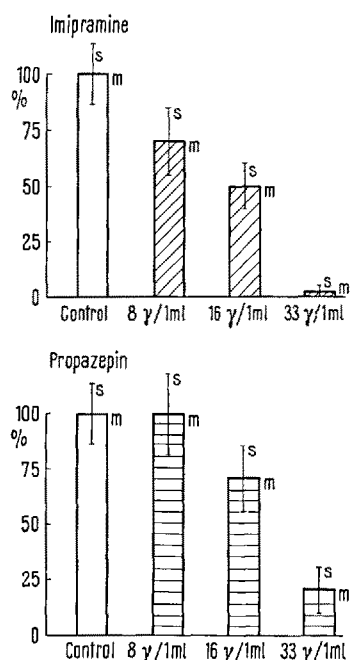 Imipramine
s
100
m
%
s
75
m
s
50
m
25
s
m
0
Control 8 γ/1ml 16 γ/1ml 33 γ/1ml
Propazepin
s
s
100
m
m
%
s
75
m
50
s
25
m
0
Control 8 γ/1ml 16 γ/1ml 33 γ/1ml